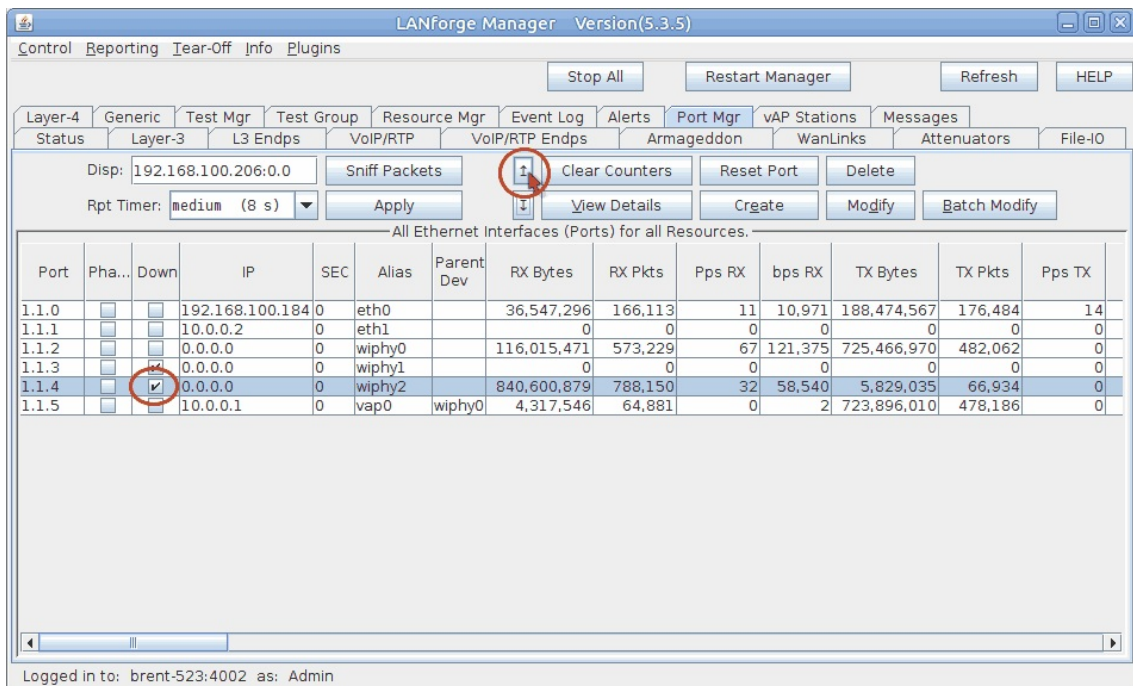 LANforge Manager Version(5.3.5)
Control Reporting Tear-Off Info Plugins
Stop All Restart Manager Refresh HELP
Layer-4 Generic Test Mgr Test Group Resource Mgr Event Log Alerts Port Mgr vAP Stations Messages
Status Layer-3 L3 Endps VoIP/RTP VoIP/RTP Endps Armageddon WanLinks Attenuators File-IO
Disp: 192.168.100.206:0.0 Sniff Packets ↑ Clear Counters Reset Port Delete
Rpt Timer: medium (8 s) Apply ↧ View Details Create Modify Batch Modify
All Ethernet Interfaces (Ports) for all Resources.
Port Pha... Down IP SEC Alias Parent Dev RX Bytes RX Pkts Pps RX bps RX TX Bytes TX Pkts Pps TX
1.1.0 192.168.100.184 0 eth0 36,547,296 166,113 11 10,971 188,474,567 176,484 14
1.1.1 10.0.0.2 0 eth1 0 0 0 0 0 0 0
1.1.2 0.0.0.0 0 wiphy0 116,015,471 573,229 67 121,375 725,466,970 482,062 0
1.1.3 0.0.0.0 0 wiphy1 0 0 0 0 0 0 0
1.1.4 0.0.0.0 0 wiphy2 840,600,879 788,150 32 58,540 5,829,035 66,934 0
1.1.5 10.0.0.1 0 vap0 wiphy0 4,317,546 64,881 0 2 723,896,010 478,186 0
Logged in to: brent-523:4002 as: Admin